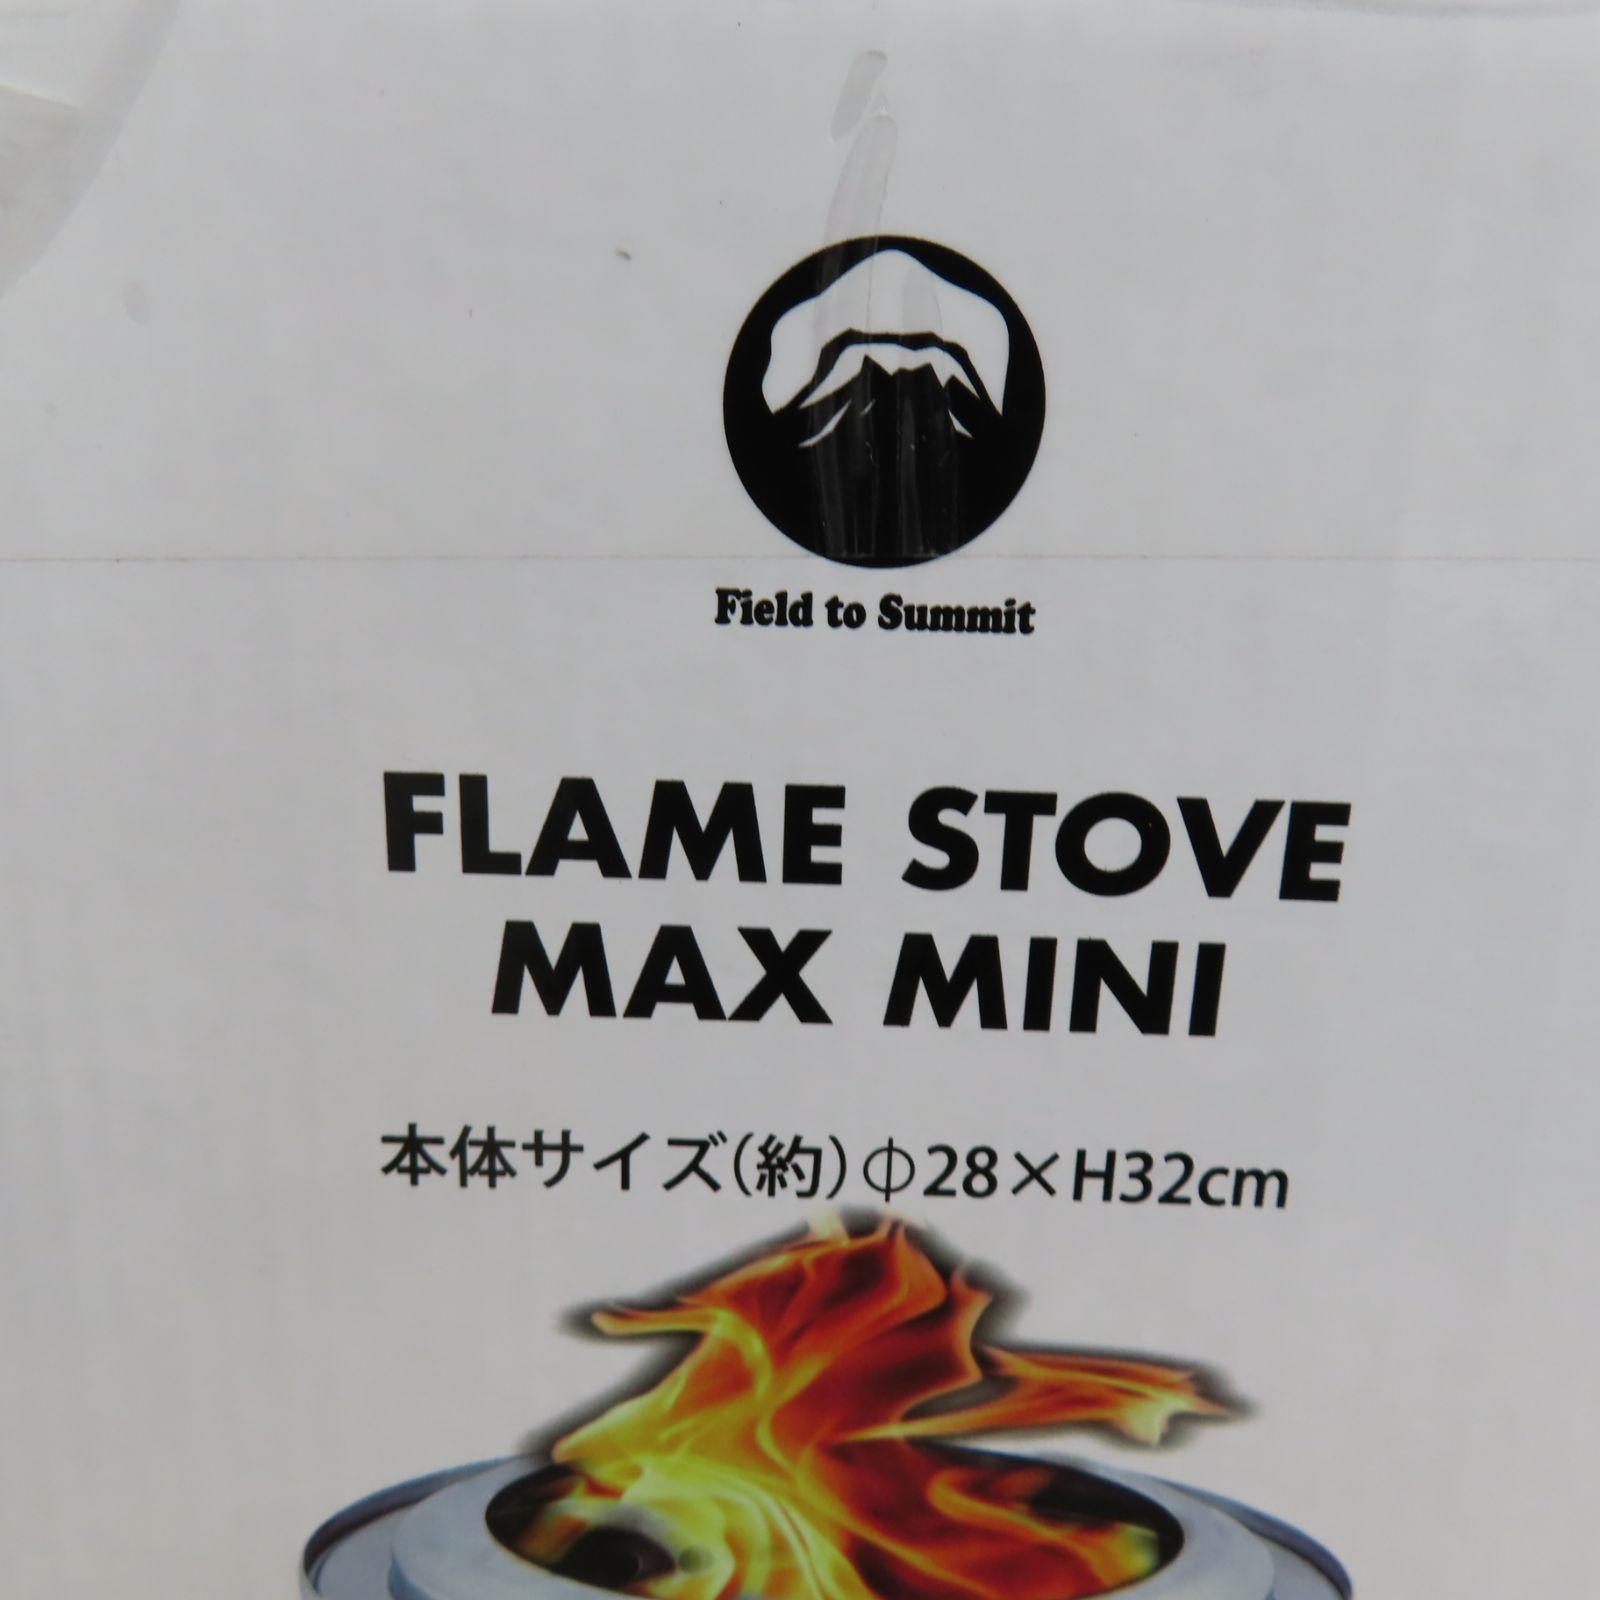 Field to Summit
FLAME STOVE
MAX MINI
本体サイズ(約)φ28×H32cm